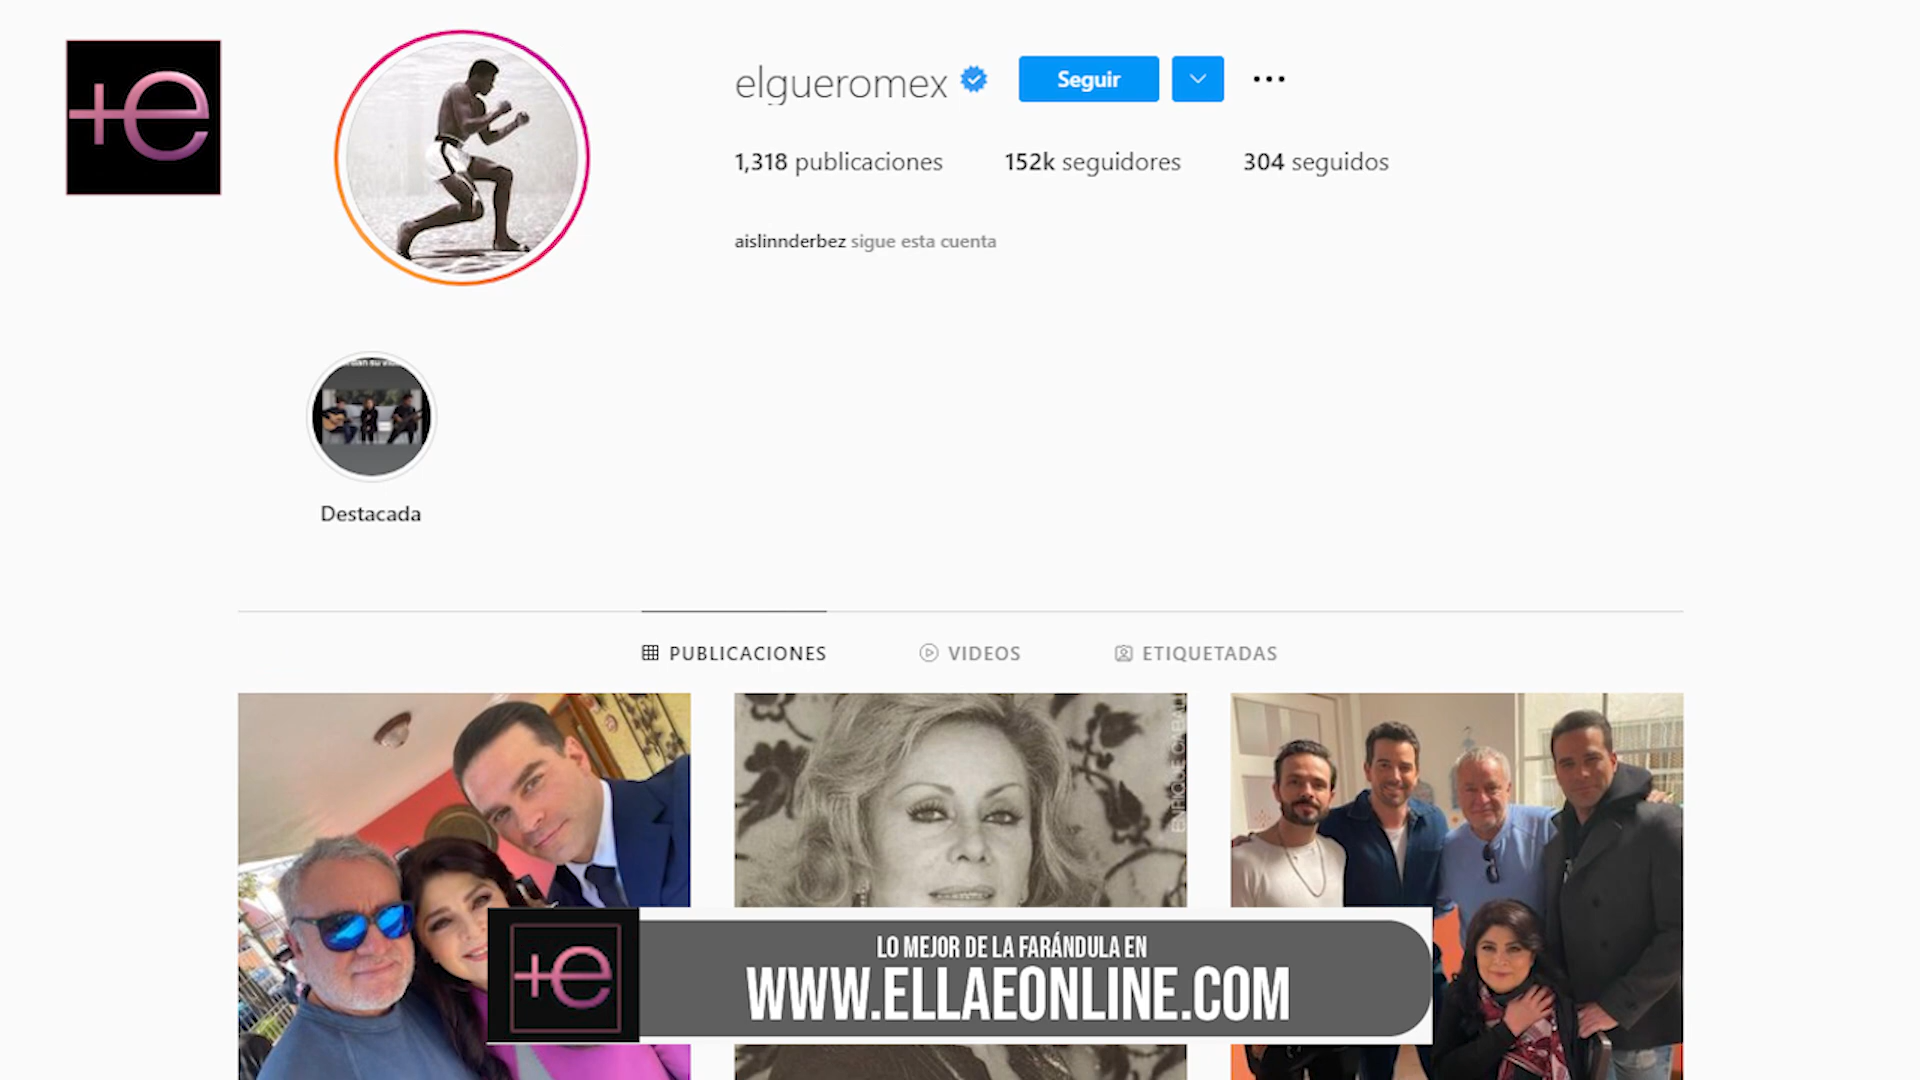 +e
elgueromex
Seguir
1,318 publicaciones
152k seguidores
304 seguidos
aislinnderbez sigue esta cuenta
Destacada
PUBLICACIONES
VIDEOS
ETIQUETADAS
+e
LO MEJOR DE LA FARÁNDULA EN
WWW.ELLAEONLINE.COM